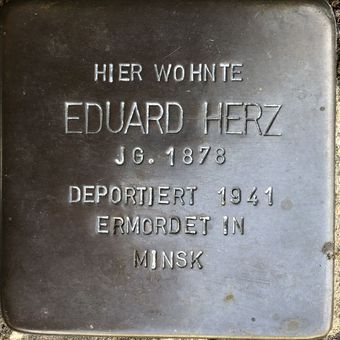 HIER WOHNTE
EDUARD HERZ
JG. 1878
DEPORTIERT 1941
ERMORDET IN
MINSK